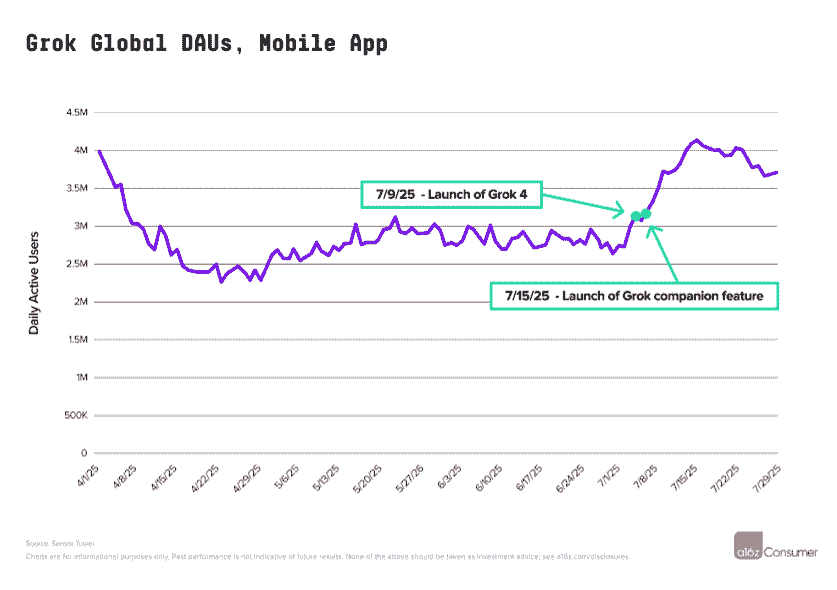 Grok Global DAUs, Mobile App
4.5M
4M
3.5M
3M
2.5M
2M
1.5M
1M
500K
0
Daily Active Users
7/9/25 - Launch of Grok 4
7/15/25 - Launch of Grok companion feature
4/1/25
4/8/25
4/15/25
4/22/25
4/29/25
5/6/25
5/13/25
5/20/25
5/27/25
6/3/25
6/10/25
6/17/25
6/24/25
7/1/25
7/8/25
7/15/25
7/22/25
7/29/25
Source: Sensor Tower
Charts are for informational purposes only. Past performance is not indicative of future results. None of the above should be taken as investment advice; see a16z.com/disclosures.
a16z Consumer